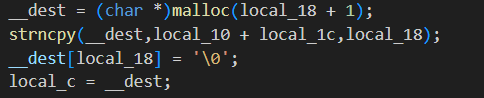 __dest = (char *)malloc(local_18 + 1);
strncpy(__dest,local_10 + local_1c,local_18);
__dest[local_18] = '\0';
local_c = __dest;